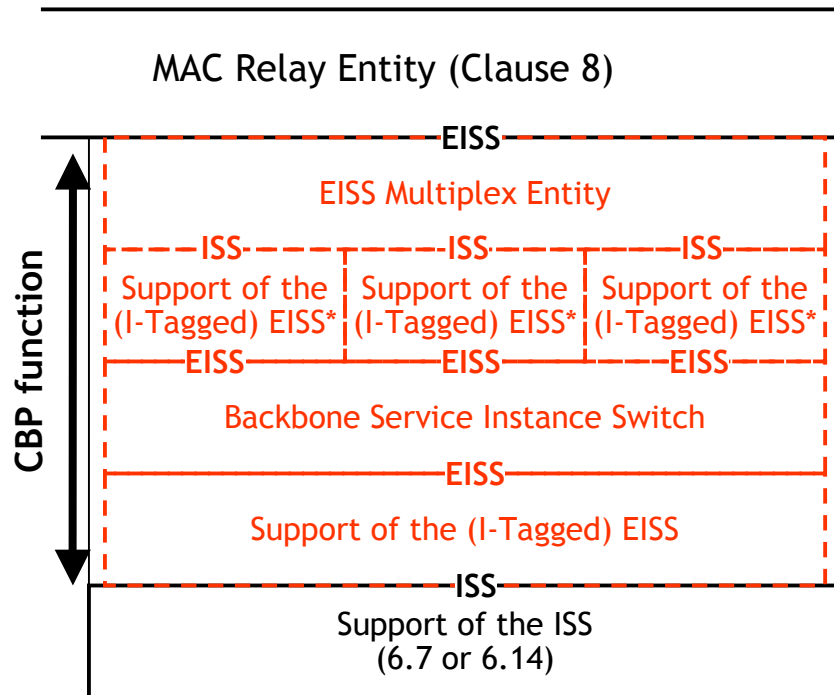 MAC Relay Entity (Clause 8)
EISS
EISS Multiplex Entity
ISS ISS ISS
Support of the Support of the Support of the
(I-Tagged) EISS* (I-Tagged) EISS* (I-Tagged) EISS*
EISS EISS EISS
CBP function
Backbone Service Instance Switch
EISS
Support of the (I-Tagged) EISS
ISS
Support of the ISS
(6.7 or 6.14)